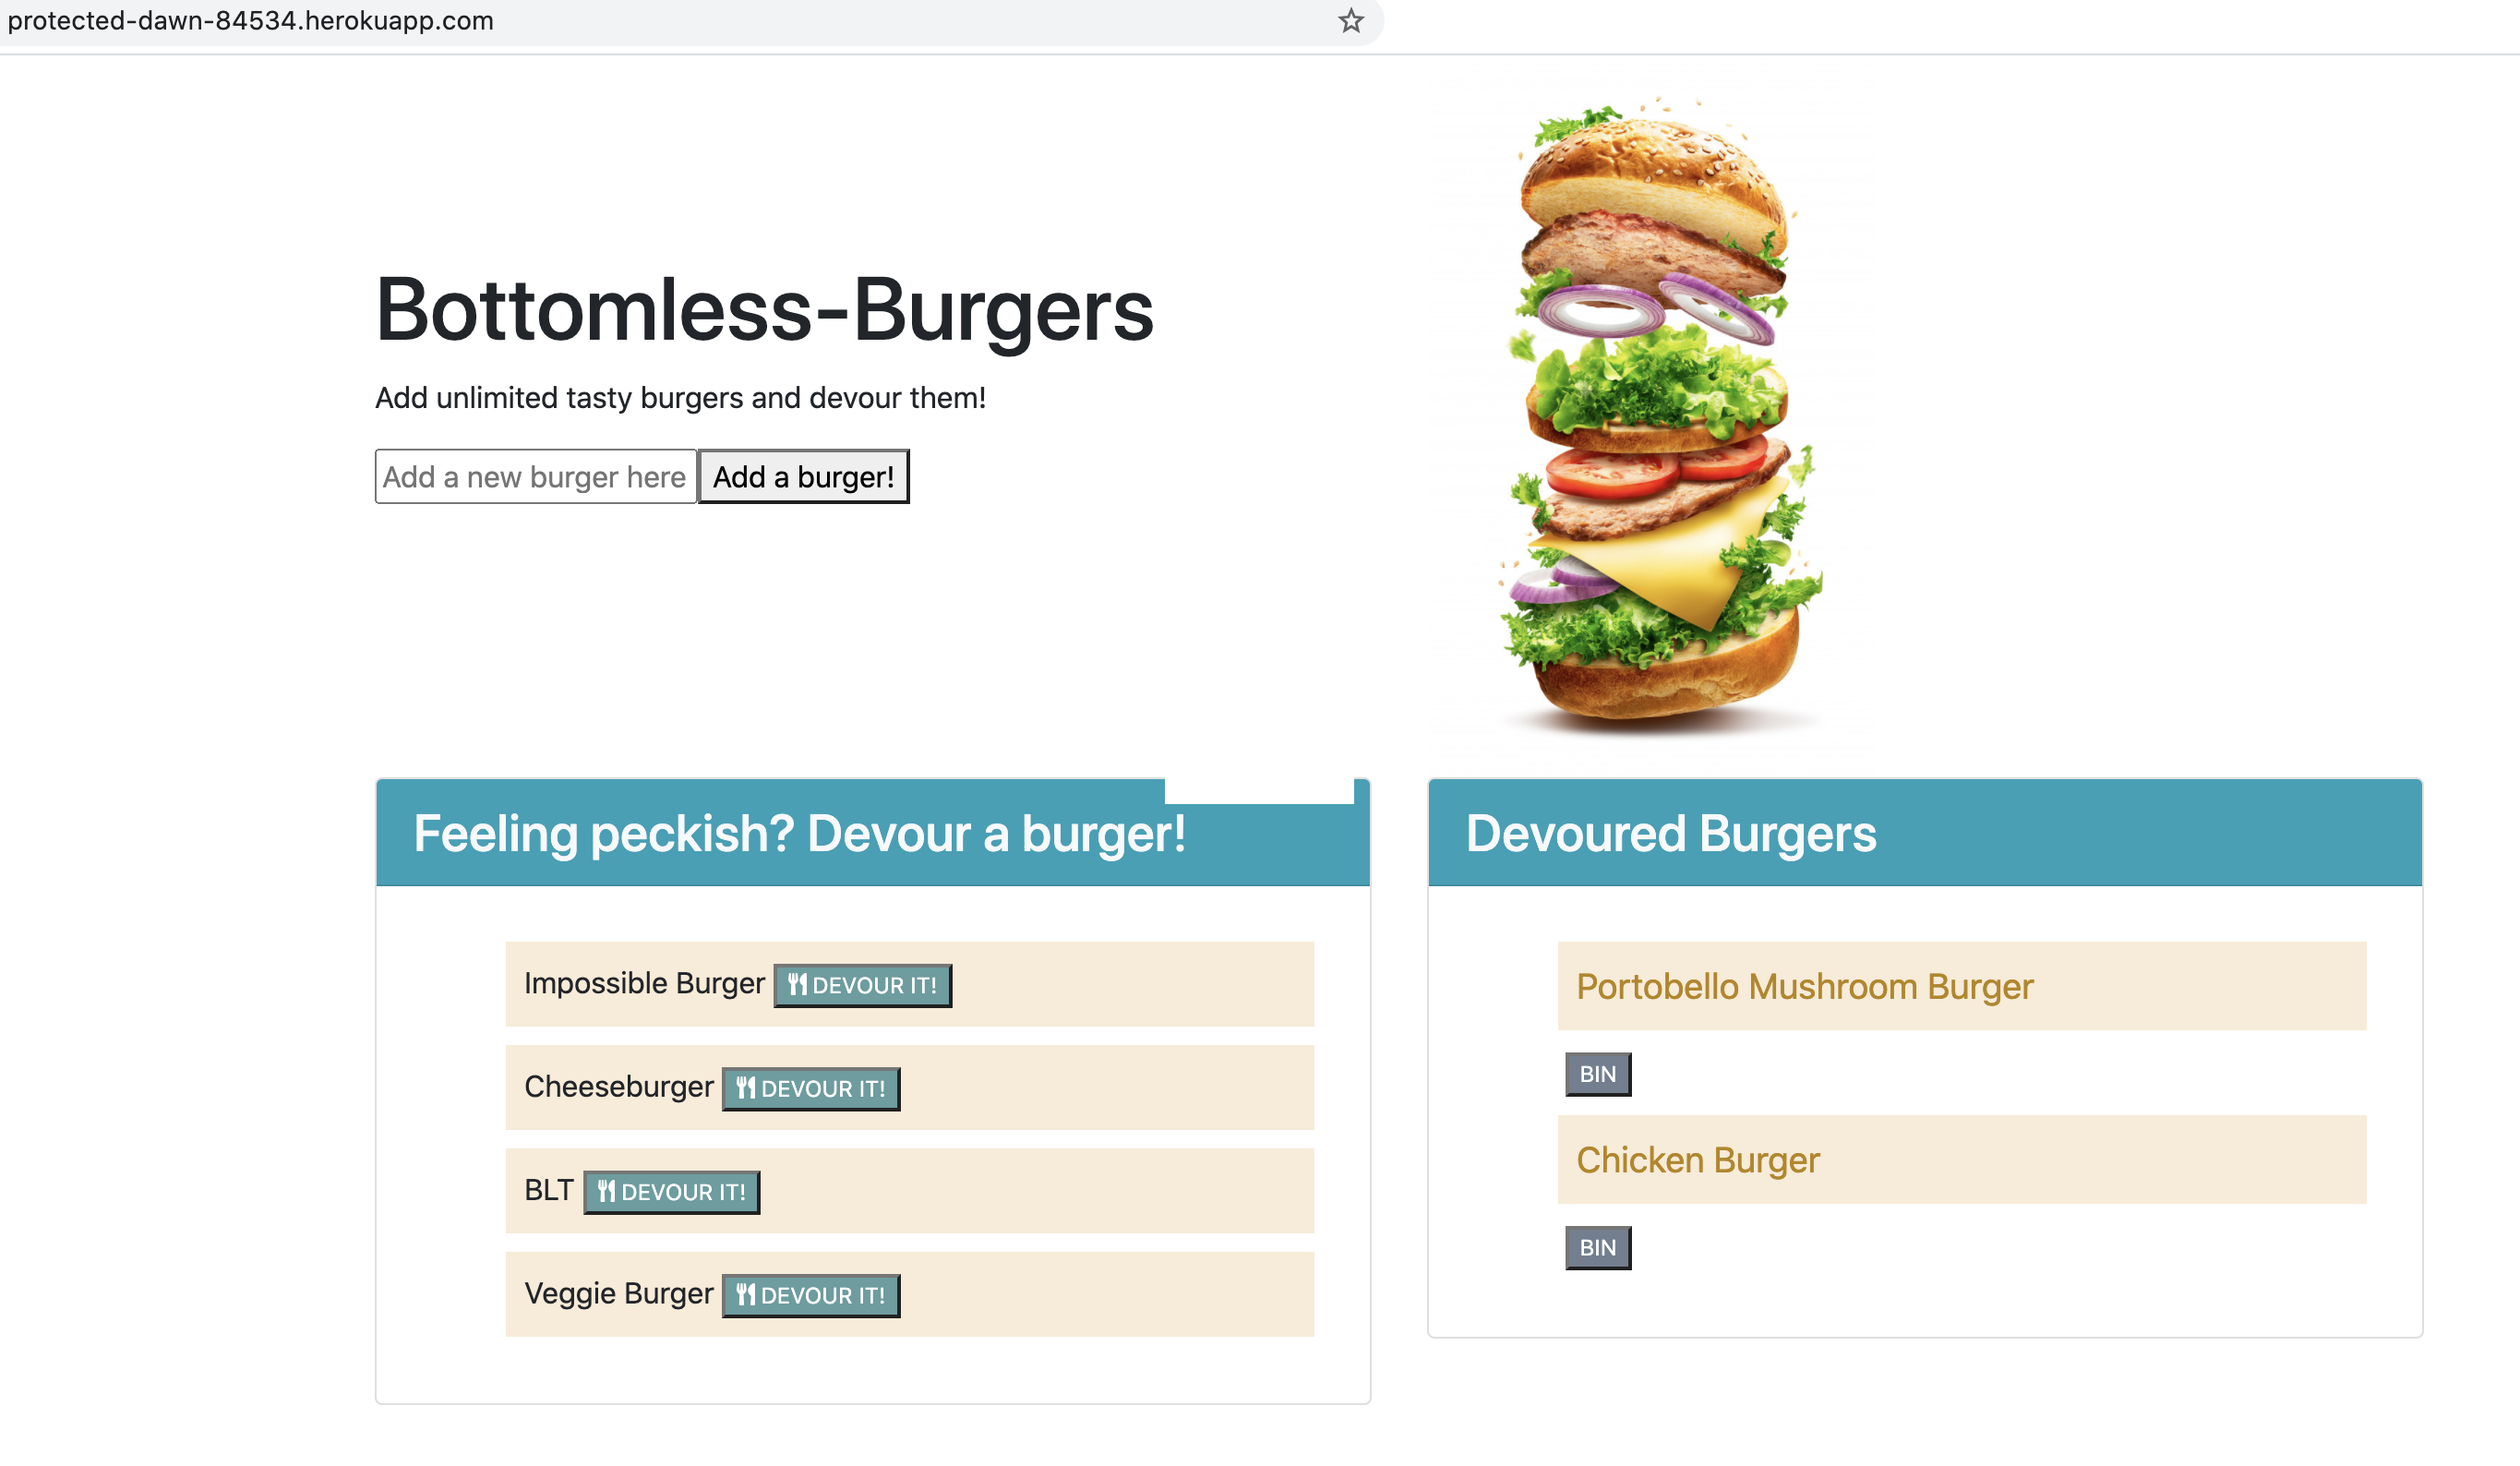 protected-dawn-84534.herokuapp.com
Bottomless-Burgers
Add unlimited tasty burgers and devour them!
Add a new burger here Add a burger!
Feeling peckish? Devour a burger!
Impossible Burger DEVOUR IT!
Cheeseburger DEVOUR IT!
BLT DEVOUR IT!
Veggie Burger DEVOUR IT!
Devoured Burgers
Portobello Mushroom Burger
BIN
Chicken Burger
BIN